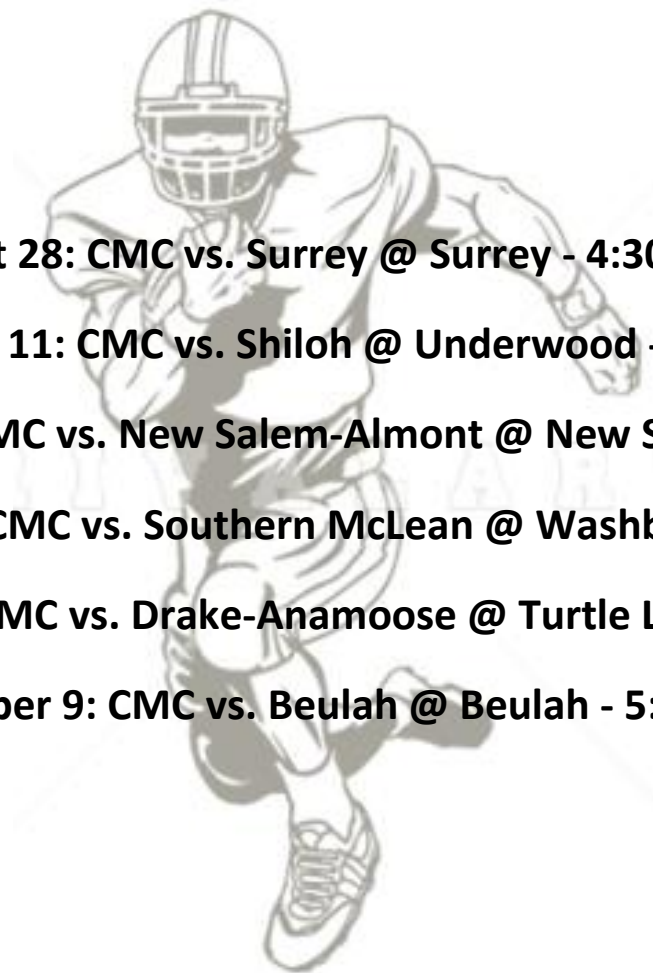 t 28: CMC vs. Surrey @ Surrey - 4:30
11: CMC vs. Shiloh @ Underwood -
MC vs. New Salem-Almont @ New S
CMC vs. Southern McLean @ Washb
MC vs. Drake-Anamoose @ Turtle L
ber 9: CMC vs. Beulah @ Beulah - 5: